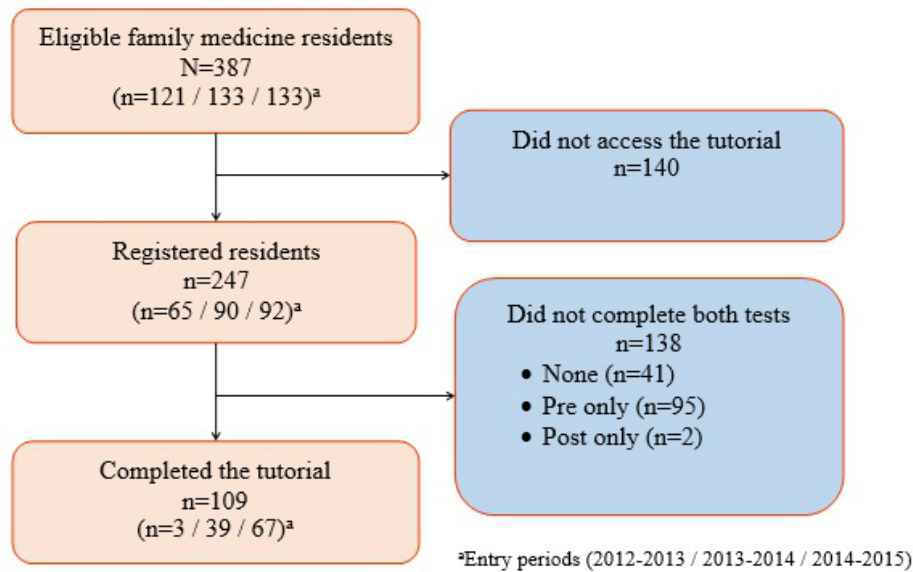 Eligible family medicine residents
N=387
(n=121 / 133 / 133)ᵃ
Did not access the tutorial
n=140
Registered residents
n=247
(n=65 / 90 / 92)ᵃ
Did not complete both tests
n=138
• None (n=41)
• Pre only (n=95)
• Post only (n=2)
Completed the tutorial
n=109
(n=3 / 39 / 67)ᵃ
ᵃEntry periods (2012-2013 / 2013-2014 / 2014-2015)